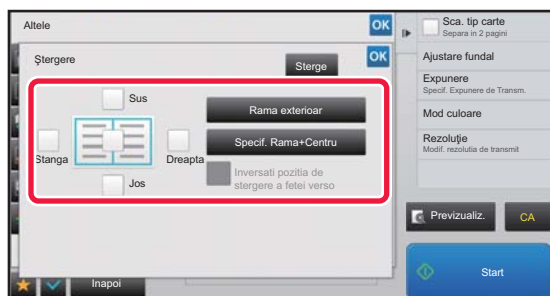 Altele
OK
Ştergere
Sterge
OK
Sus
Stanga
Dreapta
Jos
Rama exterioar
Specif. Rama+Centru
Inversati pozitia de
stergere a fetei verso
Inapoi
Sca. tip carte
Separa in 2 pagini
Ajustare fundal
Expunere
Specif. Expunere de Transm.
Mod culoare
Rezoluţie
Modif. rezolutia de transmit
Previzualiz.
CA
Start